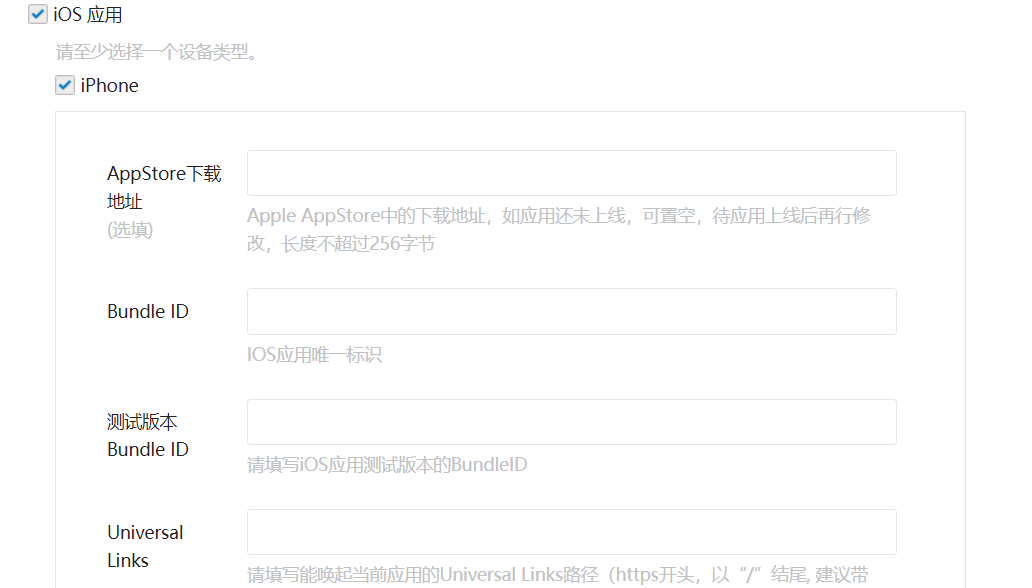 iOS 应用
请至少选择一个设备类型。
iPhone
AppStore下载
地址
(选填)
Apple AppStore中的下载地址，如应用还未上线，可置空，待应用上线后再行修
改，长度不超过256字节
Bundle ID
IOS应用唯一标识
测试版本
Bundle ID
请填写iOS应用测试版本的BundleID
Universal
Links
请填写能唤起当前应用的Universal Links路径（https开头，以“/”结尾, 建议带